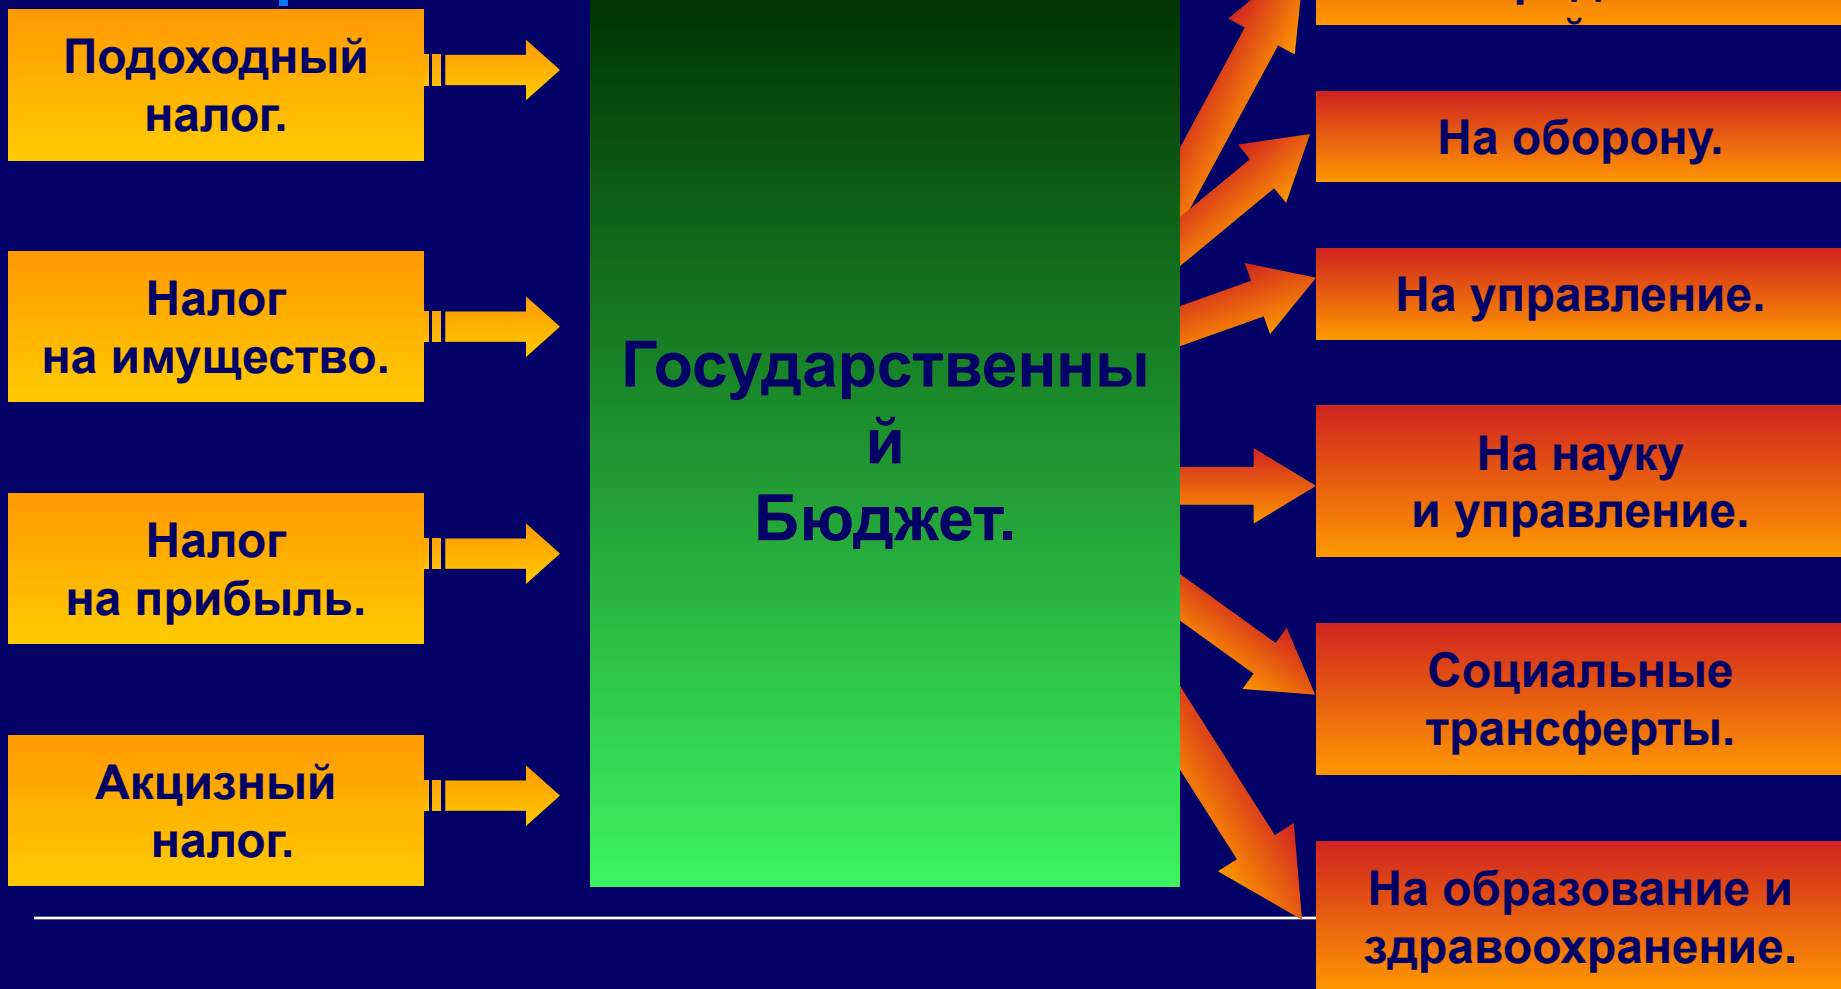 Подоходный
налог.
Налог
на имущество.
Налог
на прибыль.
Акцизный
налог.
Государственны
й
Бюджет.
На оборону.
На управление.
На науку
и управление.
Социальные
трансферты.
На образование и
здравоохранение.